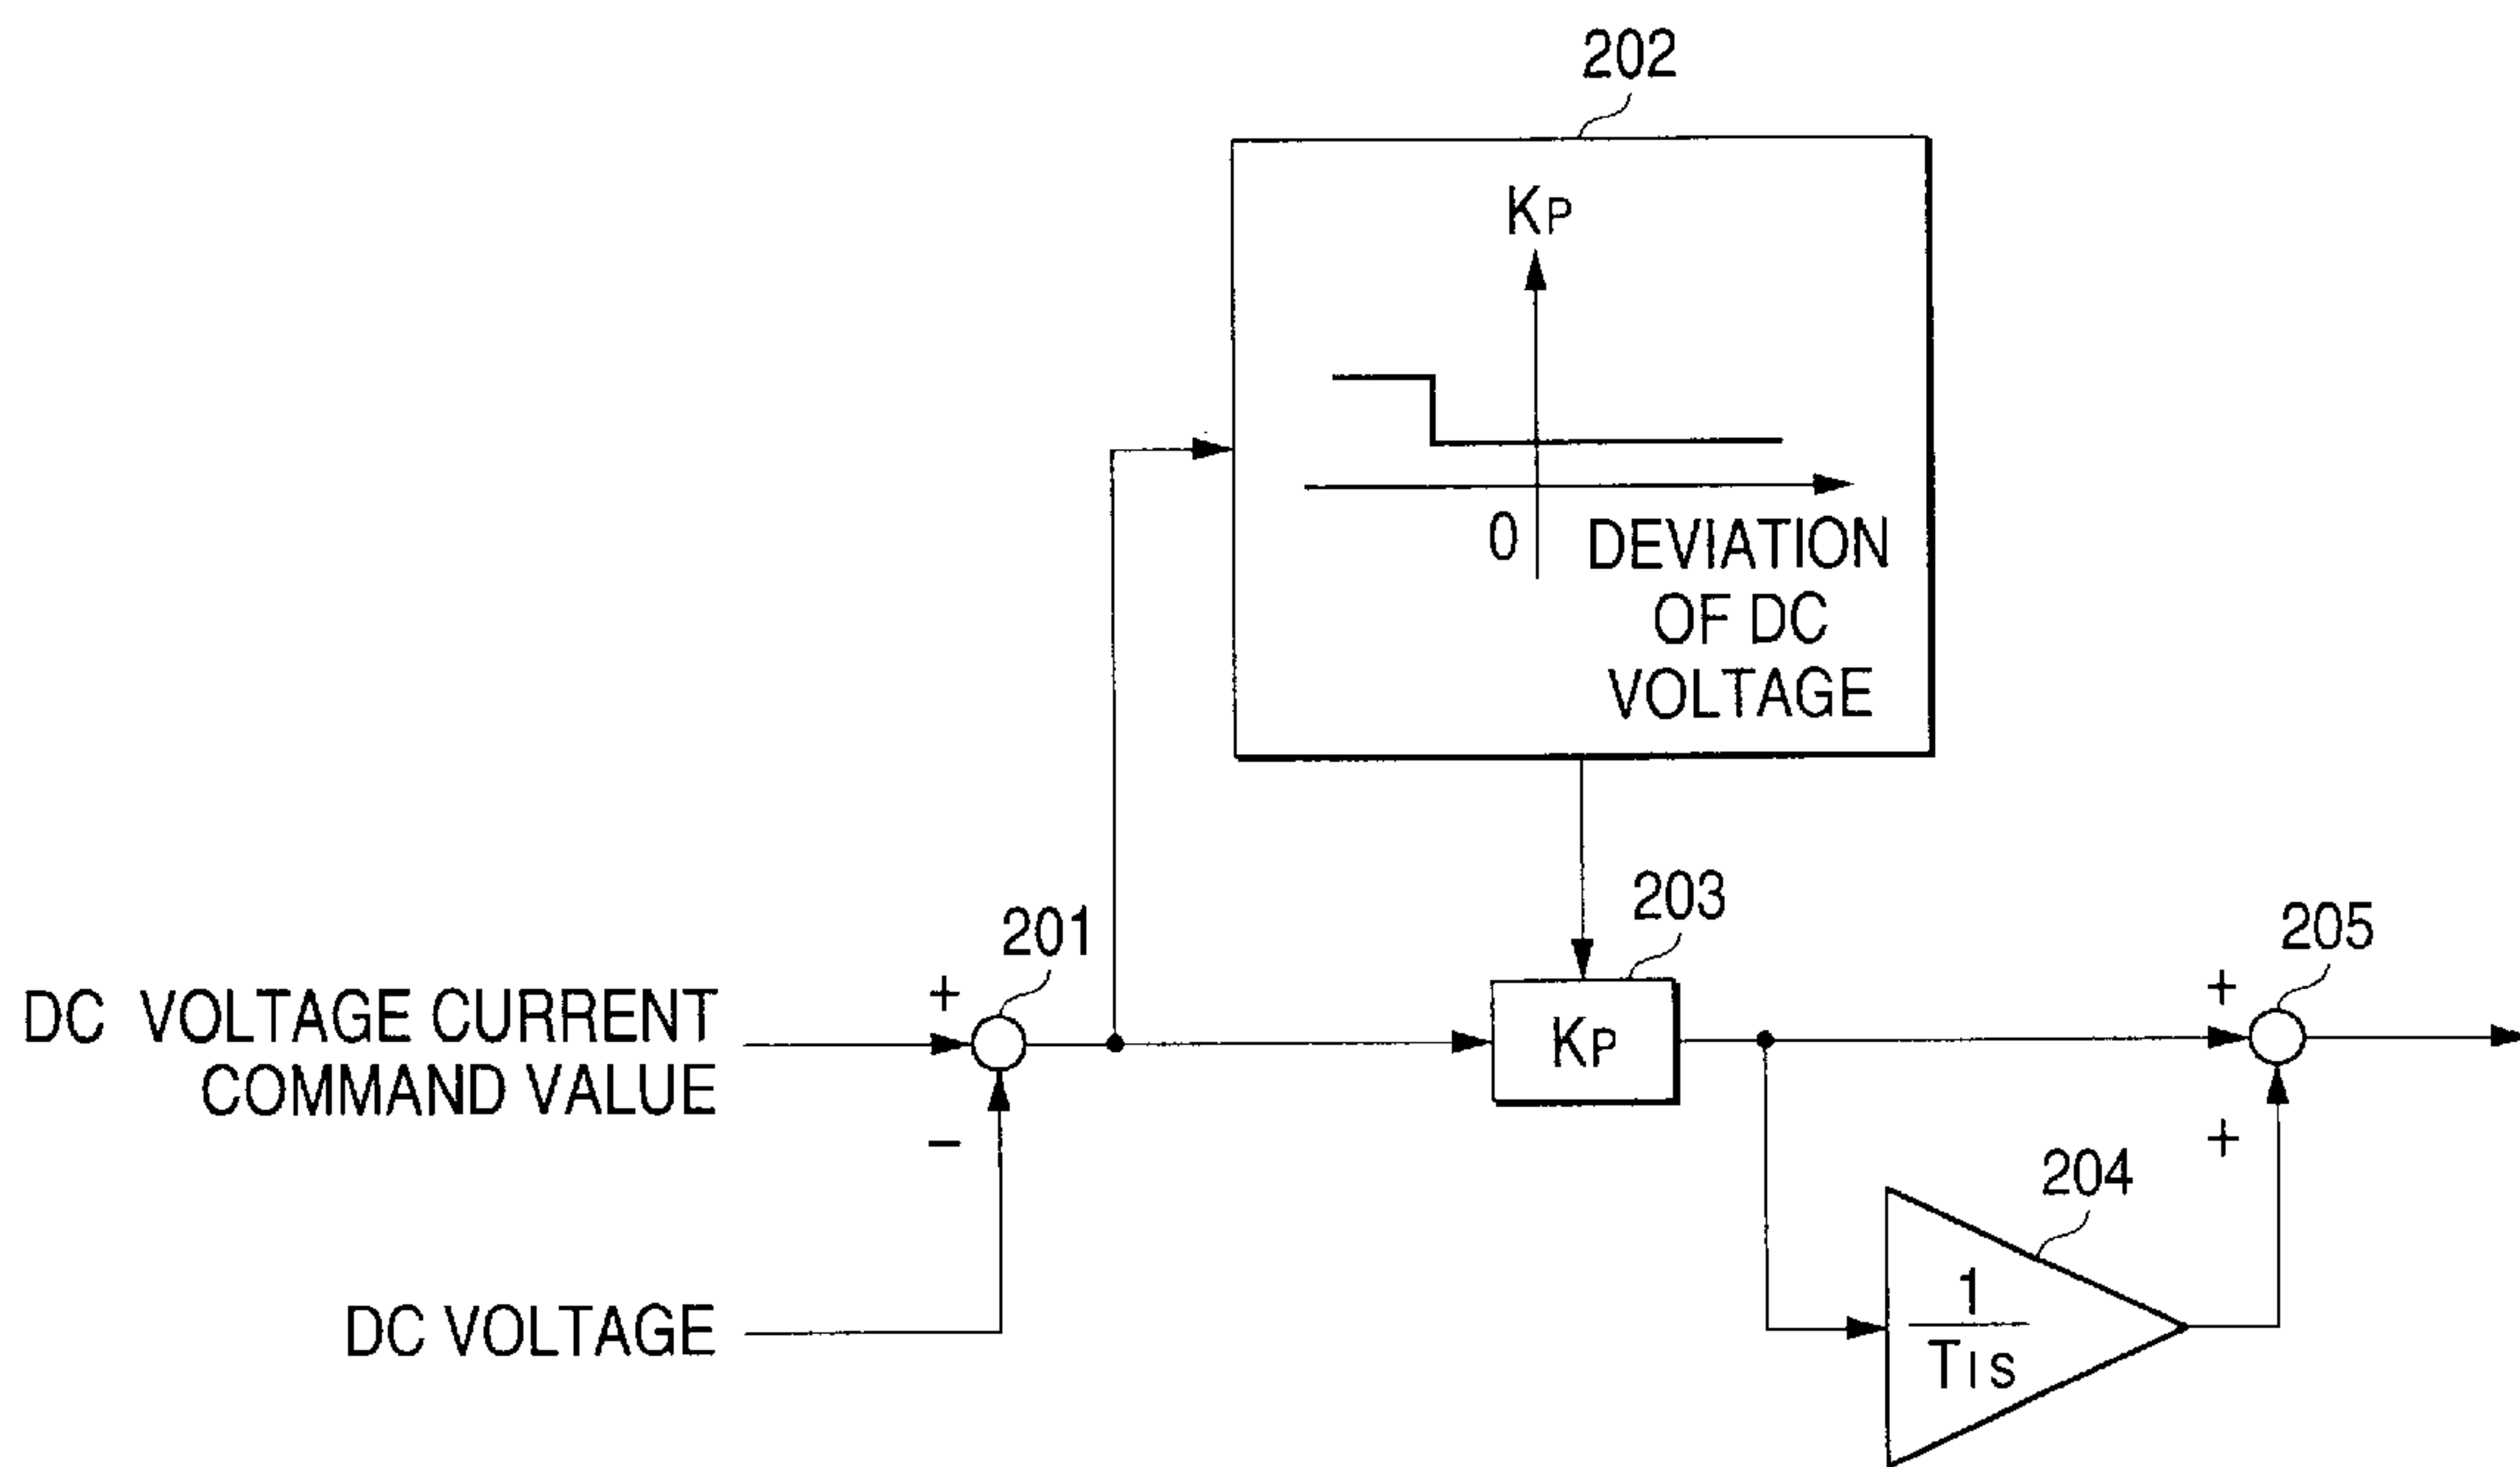 202
KP
0
DEVIATION
OF DC
VOLTAGE
201
203
205
+
+
DC VOLTAGE CURRENT
COMMAND VALUE
KP
−
+
204
1
TIS
DC VOLTAGE